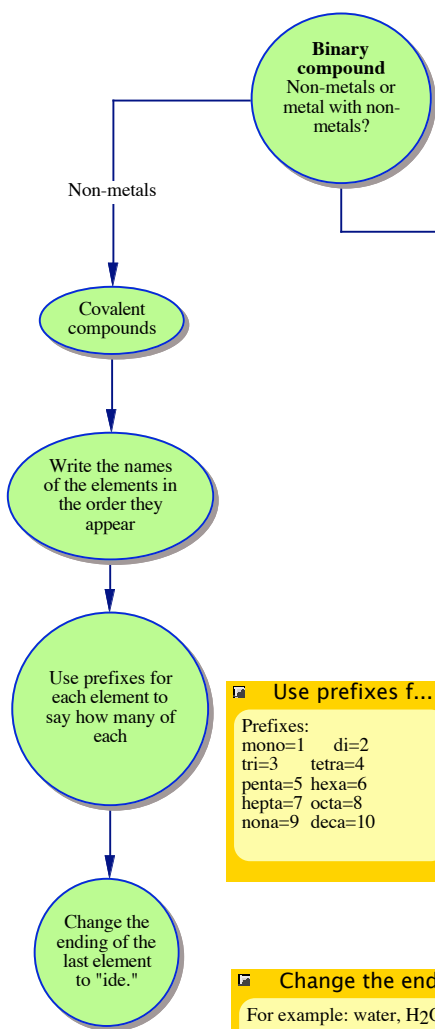 Binary
compound
Non-metals or
metal with non-
metals?
Non-metals
Covalent
compounds
Write the names
of the elements in
the order they
appear
Use prefixes for
each element to
say how many of
each
Use prefixes f...
Prefixes:
mono=1 di=2
tri=3 tetra=4
penta=5 hexa=6
hepta=7 octa=8
nona=9 deca=10
Change the
ending of the
last element
to "ide."
Change the end
For example: water, H2O